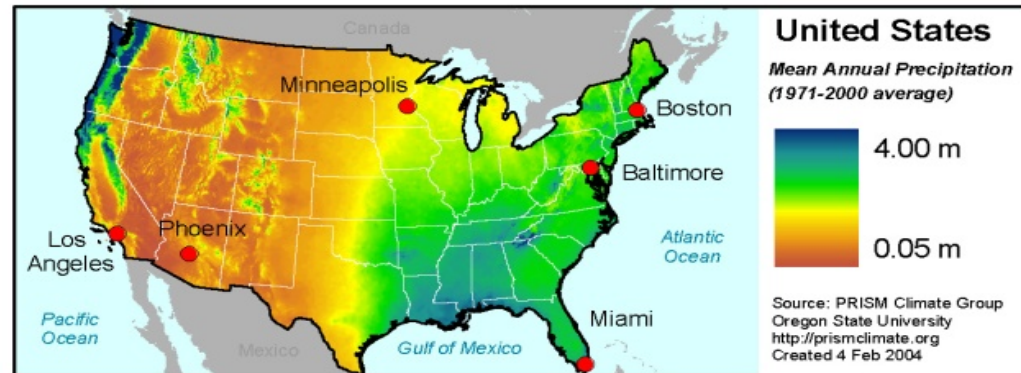 Canada
Minneapolis
Boston
Baltimore
Phoenix
Los
Angeles
Atlantic
Ocean
Miami
Pacific
Ocean
Mexico
Gulf of Mexico
United States
Mean Annual Precipitation
(1971-2000 average)
4.00 m
0.05 m
Source: PRISM Climate Group
Oregon State University
http://prismclimate.org
Created 4 Feb 2004